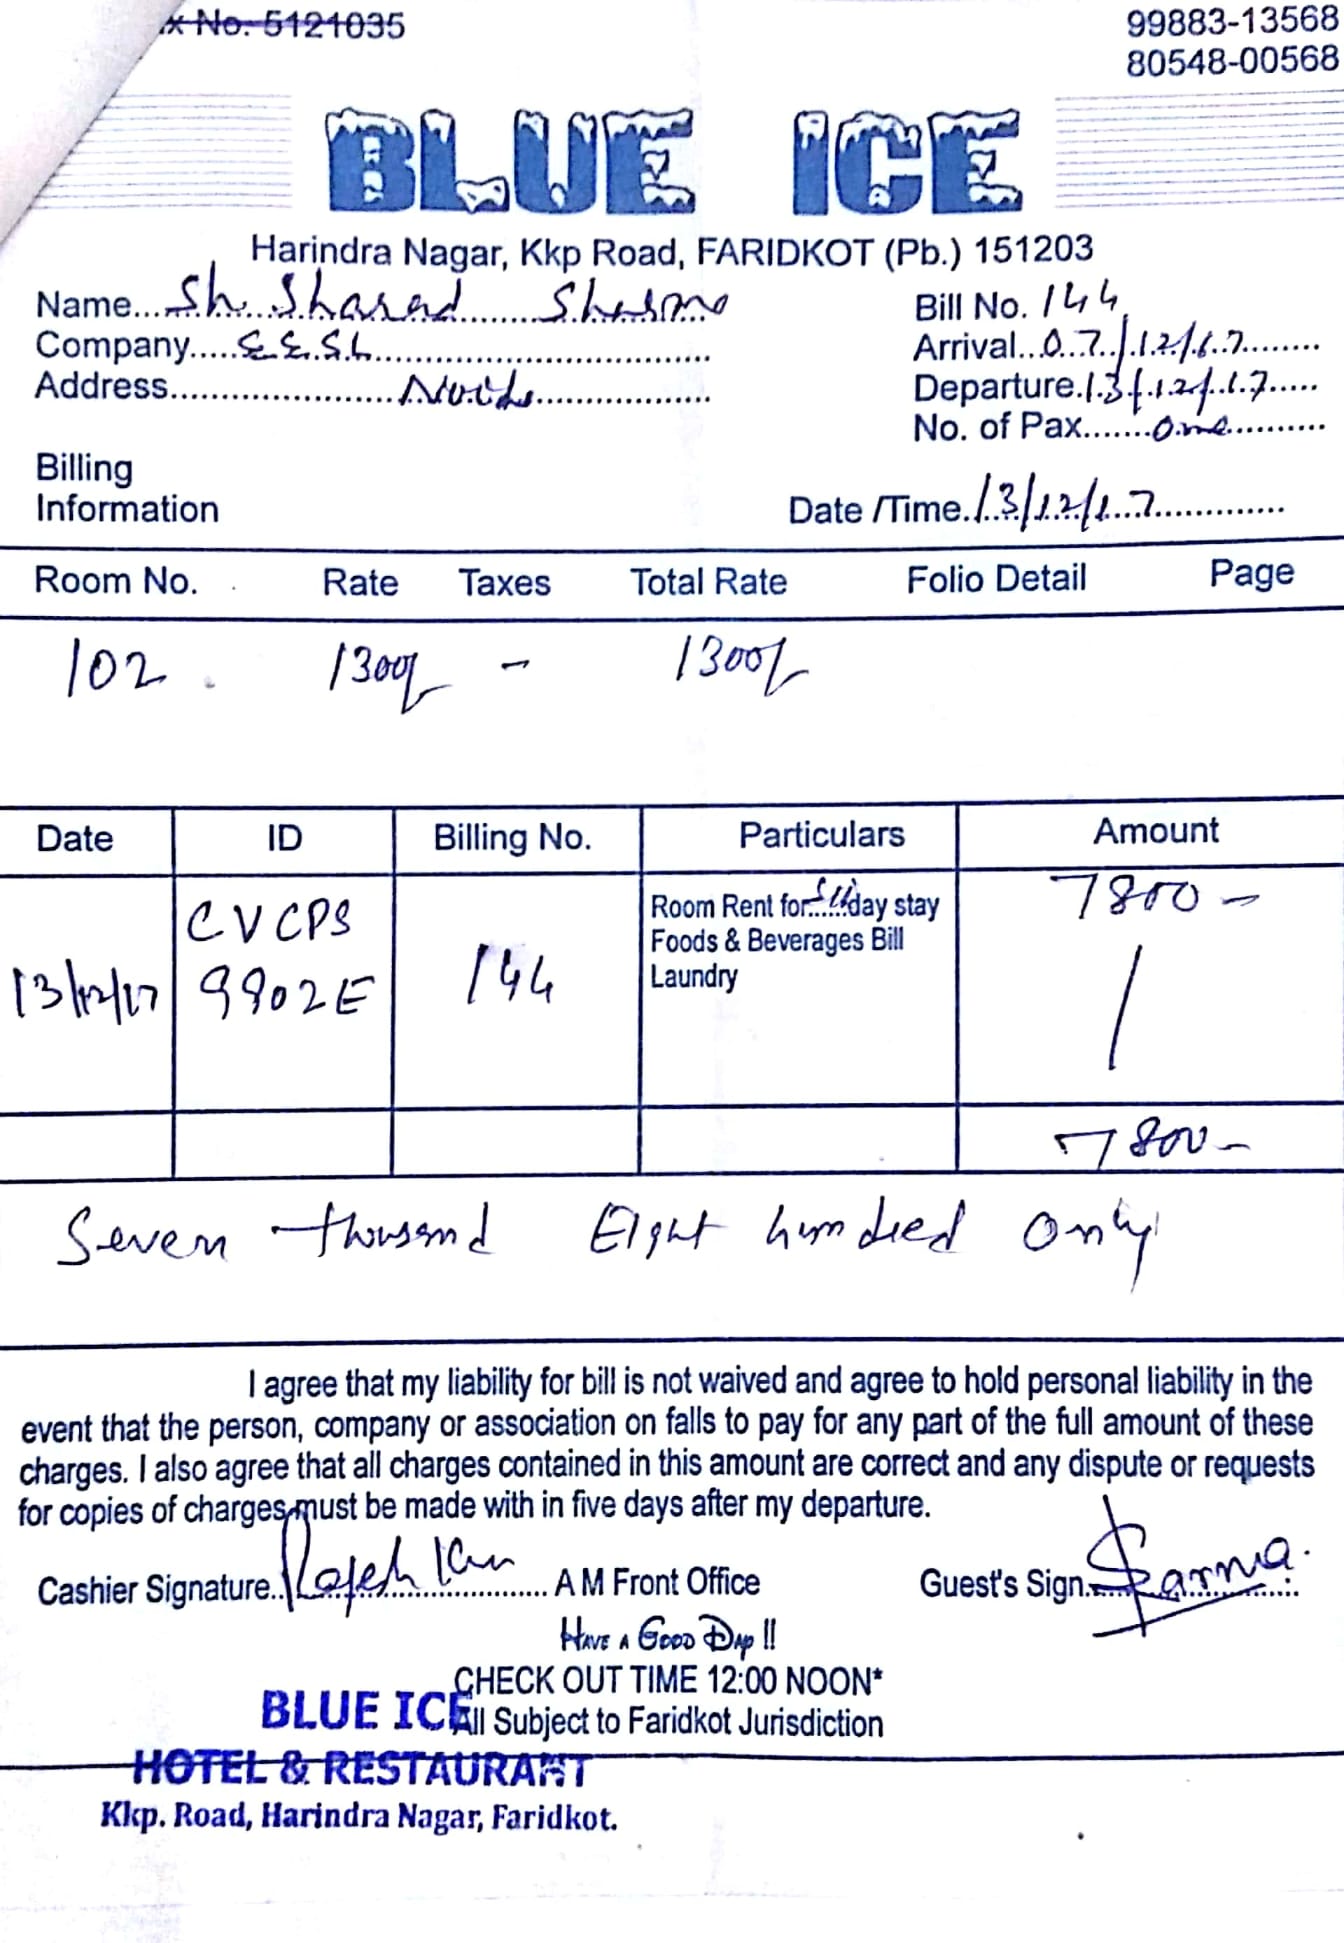 x No. 5121035
99883-13568
80548-00568
BLUE ICE
Harindra Nagar, Kkp Road, FARIDKOT (Pb.) 151203
Name...Sh. Sharad Sharma
Bill No. 144
Company.....E.E.S.L
Arrival...07/12/17
Address.....................Noida
Departure.13/12/17
No. of Pax.......one
Billing
Information
Date /Time.13/12/17
Room No. Rate Taxes Total Rate Folio Detail Page
102 1300/- - 1300/-
Date ID Billing No. Particulars Amount
13/12/17 CVCPS 9902E 144 Room Rent for day stay 7800-
Foods & Beverages Bill
Laundry
7800-
Seven thousand Eight hundred only
I agree that my liability for bill is not waived and agree to hold personal liability in the
event that the person, company or association on falls to pay for any part of the full amount of these
charges. I also agree that all charges contained in this amount are correct and any dispute or requests
for copies of charges must be made with in five days after my departure.
Cashier Signature.. A M Front Office Guest's Sign. Sarma.
HAVE A GOOD DAY !!
CHECK OUT TIME 12:00 NOON*
All Subject to Faridkot Jurisdiction
BLUE ICE
HOTEL & RESTAURANT
Kkp. Road, Harindra Nagar, Faridkot.